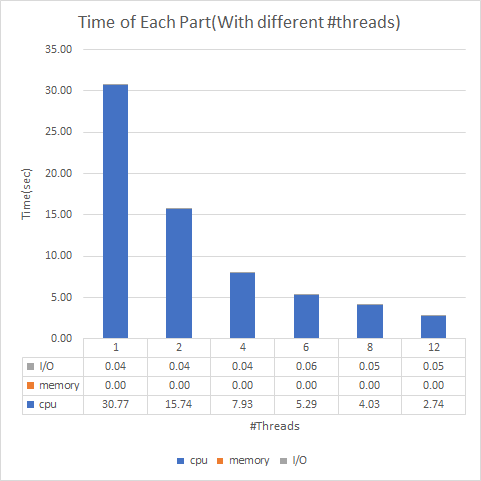 Time of Each Part(With different #threads)
35.00
30.00
25.00
20.00
15.00
10.00
5.00
0.00
Time(sec)
1 2 4 6 8 12
I/O 0.04 0.04 0.04 0.06 0.05 0.05
memory 0.00 0.00 0.00 0.00 0.00 0.00
cpu 30.77 15.74 7.93 5.29 4.03 2.74
#Threads
cpu memory I/O